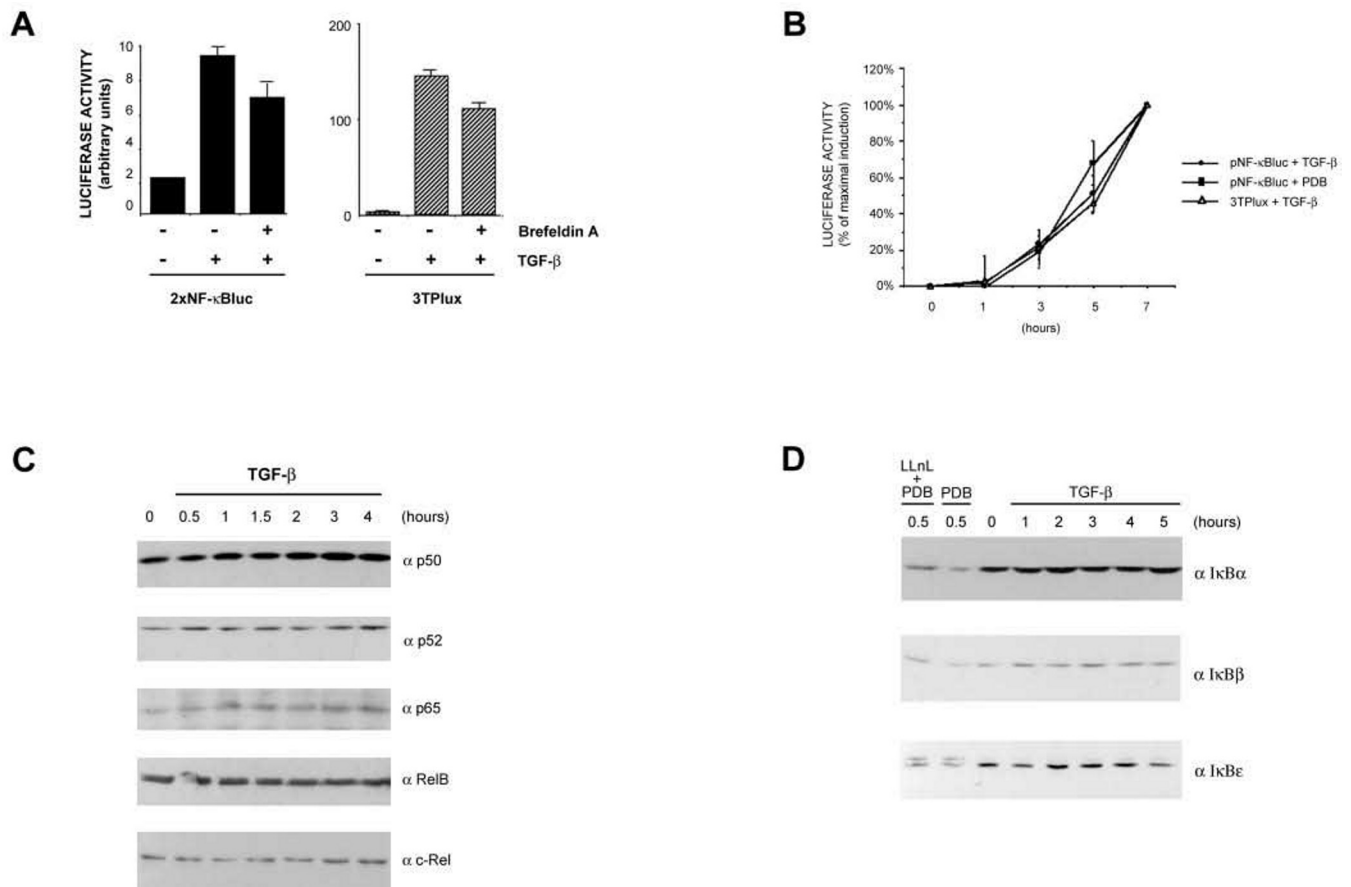 A
LUCIFERASE ACTIVITY
(arbitrary units)
10
8
6
4
2
0
200
100
0
- - + Brefeldin A
- + + TGF-β
- - +
- + +
2xNF-κBluc
3TPlux
B
LUCIFERASE ACTIVITY
(% of maximal induction)
120%
100%
80%
60%
40%
20%
0%
0 1 3 5 7
(hours)
pNF-κBluc + TGF-β
pNF-κBluc + PDB
3TPlux + TGF-β
C
TGF-β
0 0.5 1 1.5 2 3 4 (hours)
α p50
α p52
α p65
α RelB
α c-Rel
D
LLnL
+
PDB PDB TGF-β
0.5 0.5 0 1 2 3 4 5 (hours)
α IκBα
α IκBβ
α IκBε